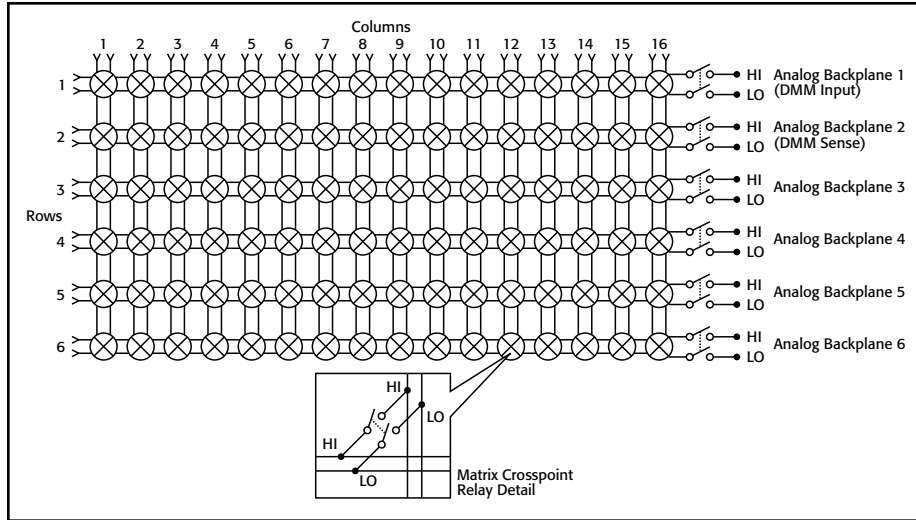 Columns
1 2 3 4 5 6 7 8 9 10 11 12 13 14 15 16
1
HI Analog Backplane 1
LO (DMM Input)
2
HI Analog Backplane 2
LO (DMM Sense)
3
HI
Analog Backplane 3
LO
Rows
4
HI
Analog Backplane 4
LO
5
HI
Analog Backplane 5
LO
6
HI
Analog Backplane 6
LO
HI
LO
HI
LO
Matrix Crosspoint
Relay Detail